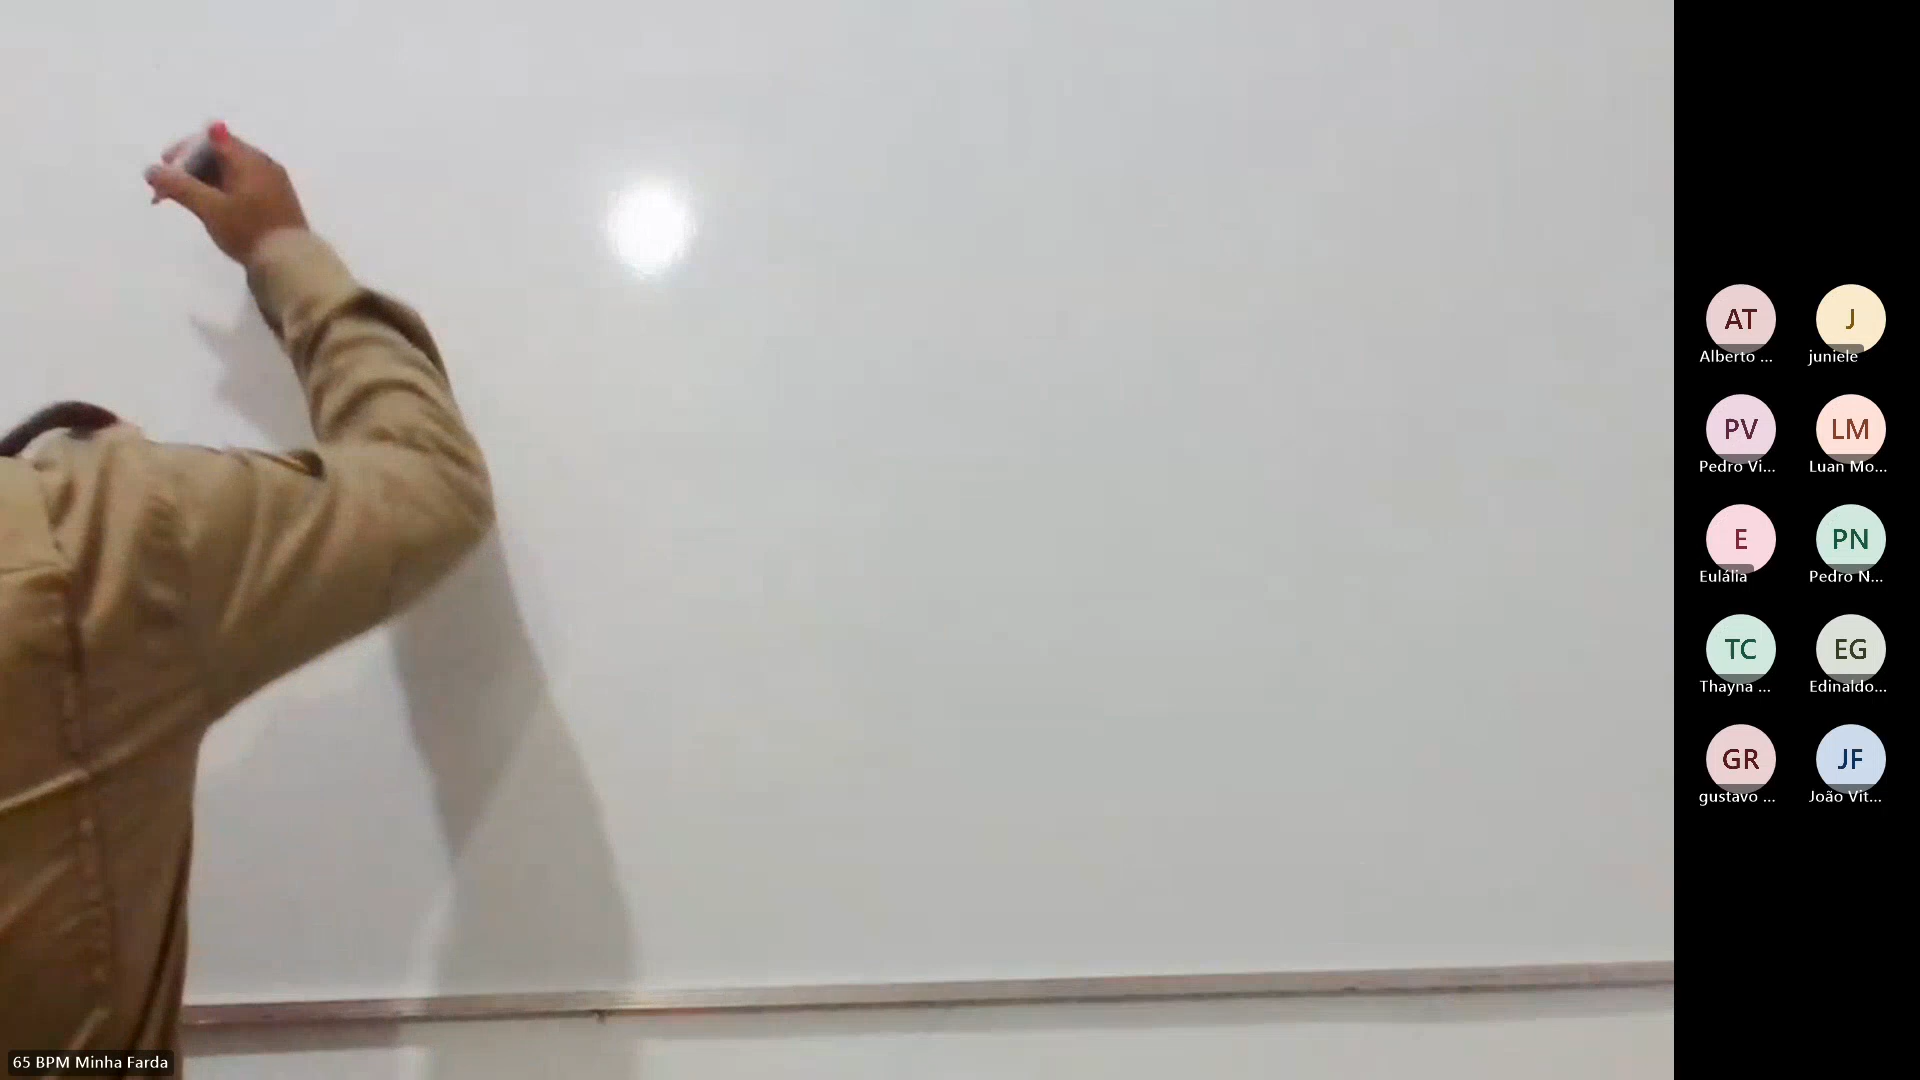 AT
J
Alberto ...
juniele
PV
LM
Pedro Vi...
Luan Mo...
E
PN
Eulália
Pedro N...
TC
EG
Thayna ...
Edinaldo...
GR
JF
gustavo ...
João Vit...
65 BPM Minha Farda